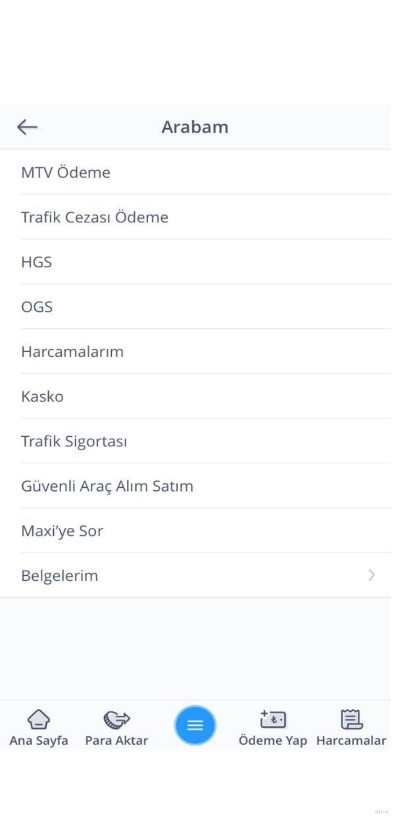 Arabam
MTV Ödeme
Trafik Cezası Ödeme
HGS
OGS
Harcamalarım
Kasko
Trafik Sigortası
Güvenli Araç Alım Satım
Maxi’ye Sor
Belgelerim
Ana Sayfa
Para Aktar
Ödeme Yap
Harcamalar